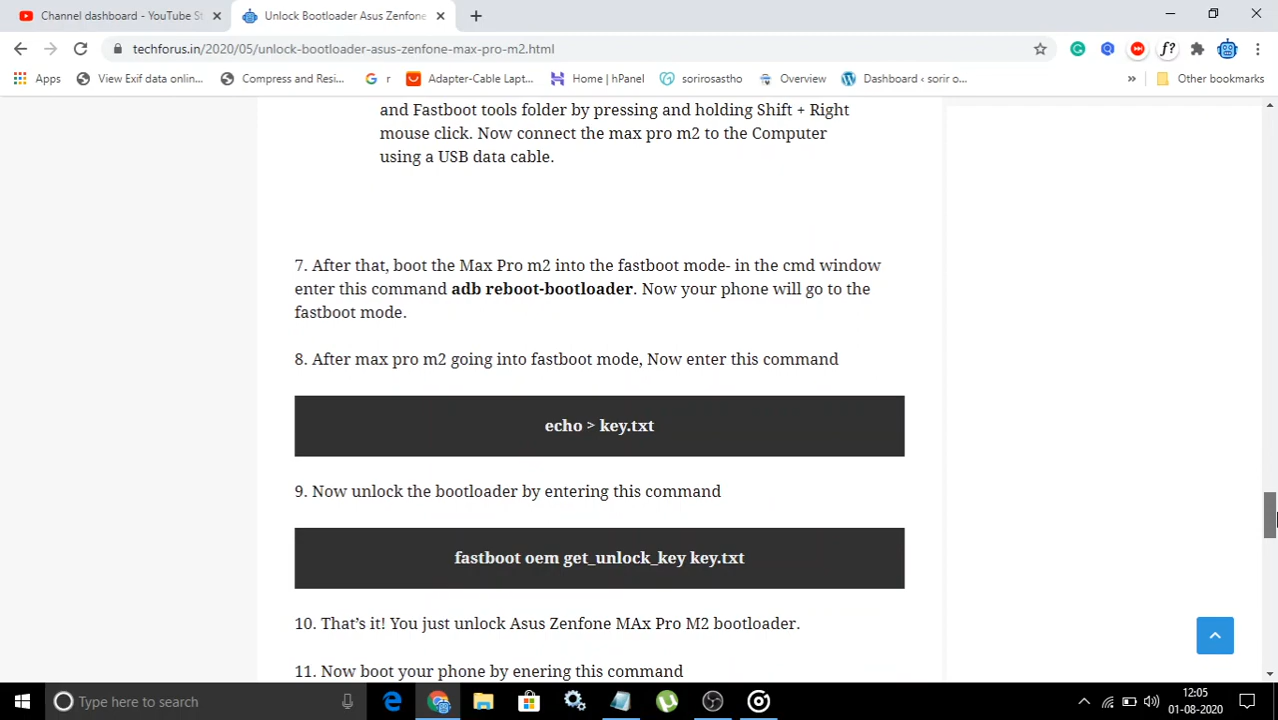 Channel dashboard - YouTube St
Unlock Bootloader Asus Zenfone
techforus.in/2020/05/unlock-bootloader-asus-zenfone-max-pro-m2.html
Apps
View Exif data onlin...
Compress and Resi...
r
Adapter-Cable Lapt...
Home | hPanel
sorirosastho
Overview
Dashboard ‹ sorir o...
»
Other bookmarks
and Fastboot tools folder by pressing and holding Shift + Right
mouse click. Now connect the max pro m2 to the Computer
using a USB data cable.
7. After that, boot the Max Pro m2 into the fastboot mode- in the cmd window
enter this command adb reboot-bootloader. Now your phone will go to the
fastboot mode.
8. After max pro m2 going into fastboot mode, Now enter this command
echo > key.txt
9. Now unlock the bootloader by entering this command
fastboot oem get_unlock_key key.txt
10. That’s it! You just unlock Asus Zenfone MAx Pro M2 bootloader.
11. Now boot your phone by enering this command
Type here to search
12:05
01-08-2020